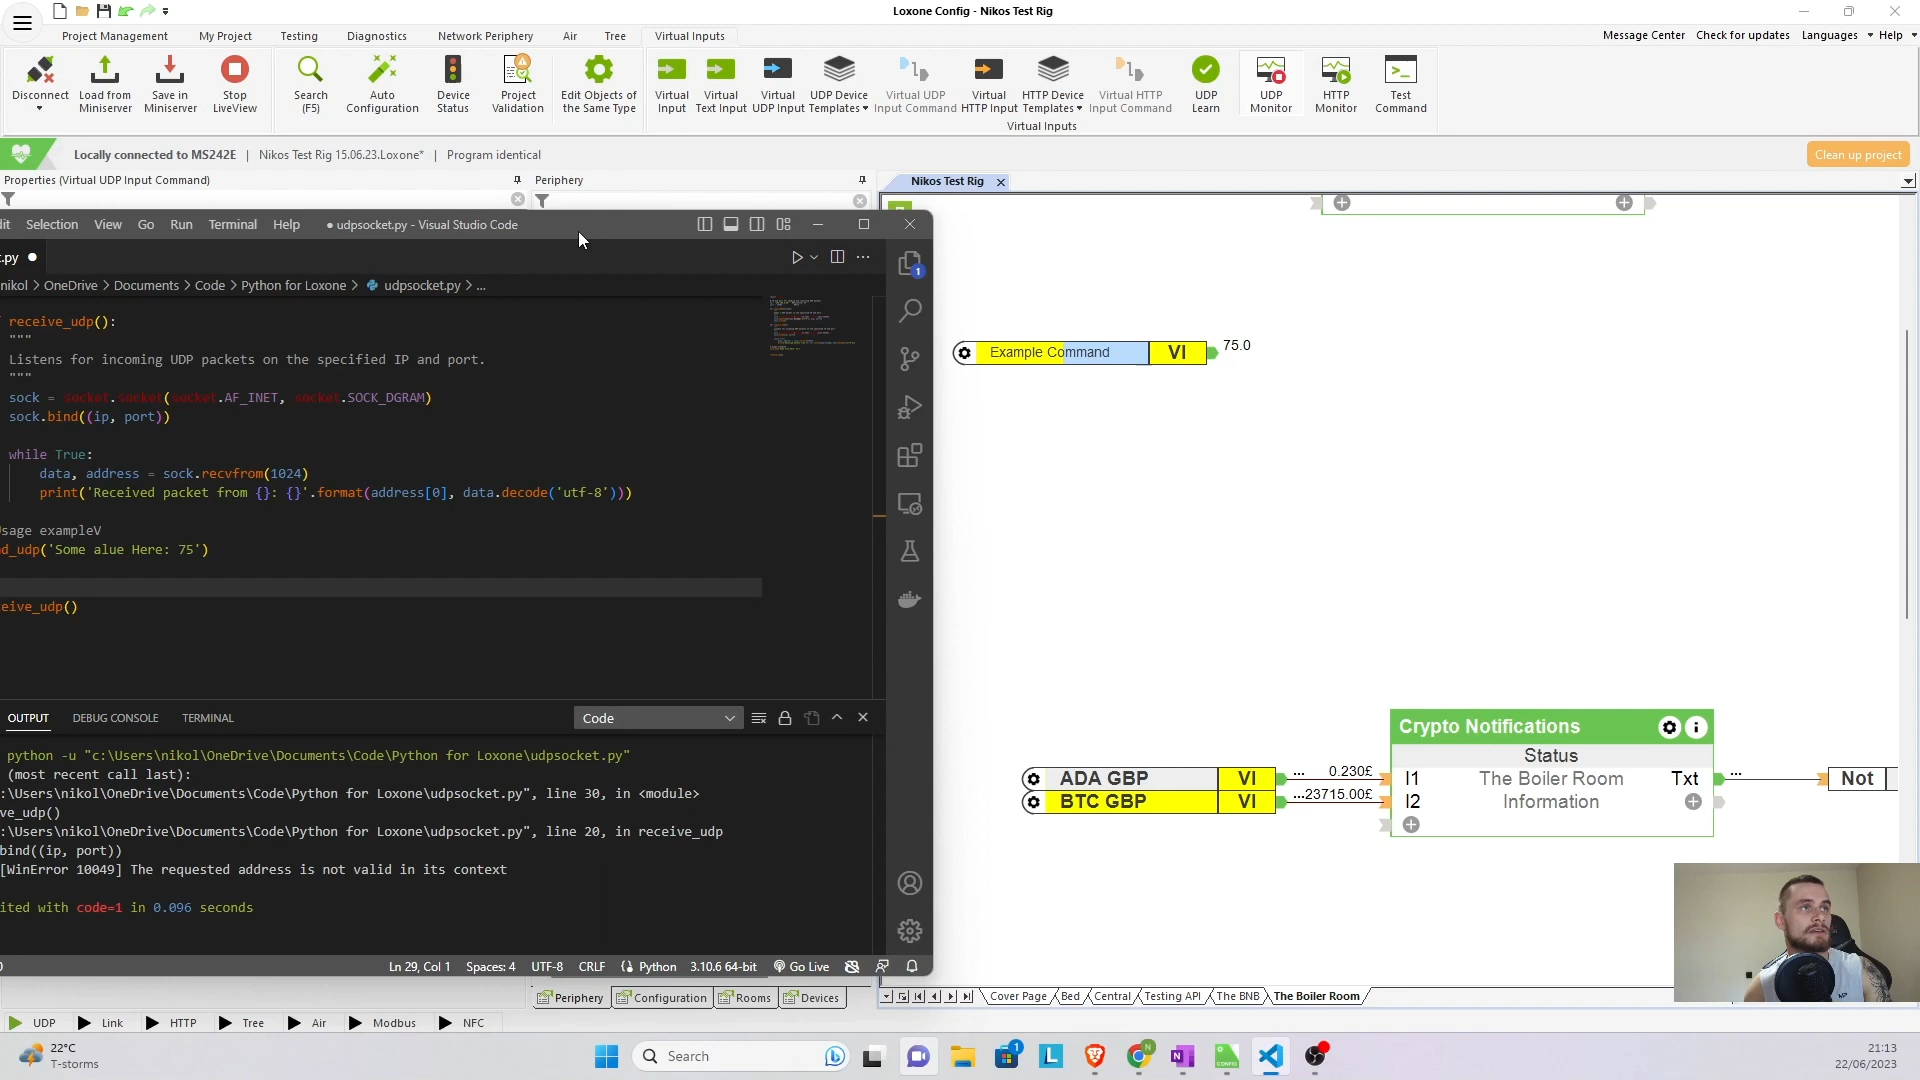 Loxone Config - Nikos Test Rig
Project Management
My Project
Testing
Diagnostics
Network Periphery
Air
Tree
Virtual Inputs
Message Center
Check for updates
Languages
Help
Disconnect
Load from Miniserver
Save in Miniserver
Stop LiveView
Search (F5)
Auto Configuration
Device Status
Project Validation
Edit Objects of the Same Type
Virtual Input
Virtual Text Input
Virtual UDP Input
UDP Device Templates
Virtual UDP Input Command
Virtual HTTP Input
HTTP Device Templates
Virtual HTTP Input Command
UDP Learn
UDP Monitor
HTTP Monitor
Test Command
Virtual Inputs
Locally connected to MS242E | Nikos Test Rig 15.06.23.Loxone* | Program identical
Clean up project
Properties (Virtual UDP Input Command)
Periphery
Nikos Test Rig
it Selection View Go Run Terminal Help
● udpsocket.py - Visual Studio Code
.py ●
nikol > OneDrive > Documents > Code > Python for Loxone > udpsocket.py > ...
1
receive_udp():
"""
Listens for incoming UDP packets on the specified IP and port.
"""
sock = socket.socket(socket.AF_INET, socket.SOCK_DGRAM)
sock.bind((ip, port))
while True:
data, address = sock.recvfrom(1024)
print('Received packet from {}: {}'.format(address[0], data.decode('utf-8')))
sage exampleV
d_udp('Some alue Here: 75')
eive_udp()
OUTPUT
DEBUG CONSOLE
TERMINAL
Code
python -u "c:\Users\nikol\OneDrive\Documents\Code\Python for Loxone\udpsocket.py"
(most recent call last):
:\Users\nikol\OneDrive\Documents\Code\Python for Loxone\udpsocket.py", line 30, in <module>
ve_udp()
:\Users\nikol\OneDrive\Documents\Code\Python for Loxone\udpsocket.py", line 20, in receive_udp
bind((ip, port))
[WinError 10049] The requested address is not valid in its context
ited with code=1 in 0.096 seconds
Ln 29, Col 1 Spaces: 4 UTF-8 CRLF Python 3.10.6 64-bit Go Live
Example Command VI 75.0
Crypto Notifications
Status
ADA GBP VI ... 0.230£ I1 The Boiler Room Txt ... Not
BTC GBP VI ...23715.00£ I2 Information
Periphery
Configuration
Rooms
Devices
Cover Page
Bed
Central
Testing API
The BNB
The Boiler Room
UDP
Link
HTTP
Tree
Air
Modbus
NFC
22°C
T-storms
Search
1
L
N
N
CONFIG
21:13
22/06/2023